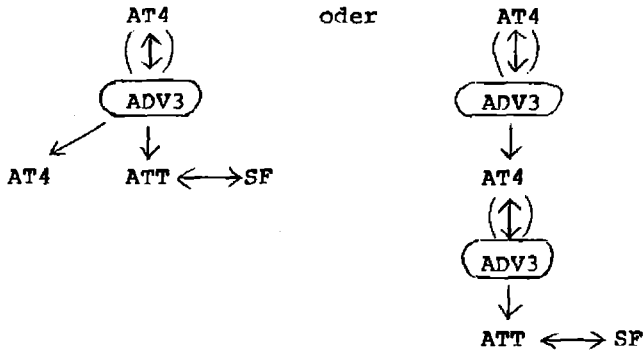 AT4 oder AT4
ADV3 ADV3
AT4 ATT SF AT4
ADV3
ATT SF